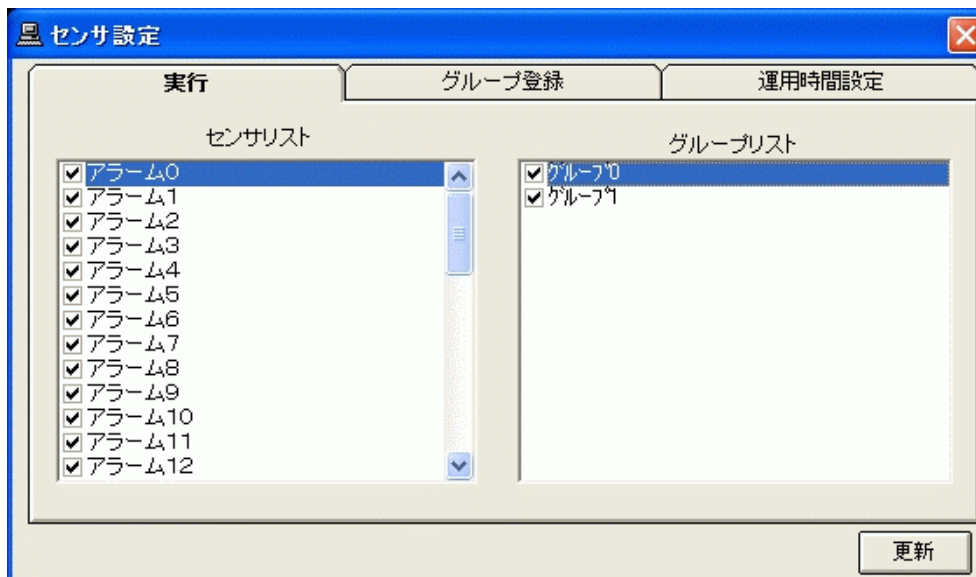 センサ設定
実行
グループ登録
運用時間設定
センサリスト
アラーム0
アラーム1
アラーム2
アラーム3
アラーム4
アラーム5
アラーム6
アラーム7
アラーム8
アラーム9
アラーム10
アラーム11
アラーム12
グループリスト
グループ0
グループ1
更新